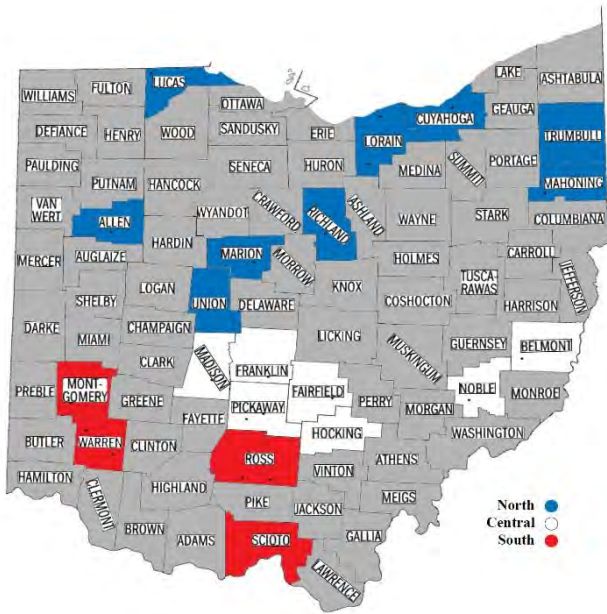 LAKE
ASHTABULA
LUCAS
FULTON
WILLIAMS
OTTAWA
CUYAHOGA
GEAUGA
DEFIANCE
HENRY
WOOD
SANDUSKY
ERIE
LORAIN
TRUMBULL
PAULDING
SENECA
HURON
MEDINA
SUMMIT
PORTAGE
PUTNAM
HANCOCK
MAHONING
VAN
WERT
ALLEN
WYANDOT
CRAWFORD
RICHLAND
ASHLAND
WAYNE
STARK
COLUMBIANA
HARDIN
MERCER
AUGLAIZE
MARION
MORROW
HOLMES
CARROLL
TUSCA-
RAWAS
JEFFERSON
LOGAN
UNION
DELAWARE
KNOX
COSHOCTON
HARRISON
SHELBY
DARKE
MIAMI
CHAMPAIGN
LICKING
MUSKINGUM
GUERNSEY
BELMONT
CLARK
MADISON
FRANKLIN
FAIRFIELD
PREBLE
MONT-
GOMERY
GREENE
PICKAWAY
PERRY
MORGAN
NOBLE
MONROE
FAYETTE
HOCKING
WASHINGTON
BUTLER
WARREN
CLINTON
ROSS
VINTON
ATHENS
HAMILTON
CLERMONT
HIGHLAND
PIKE
JACKSON
MEIGS
BROWN
ADAMS
SCIOTO
GALLIA
LAWRENCE
North
Central
South